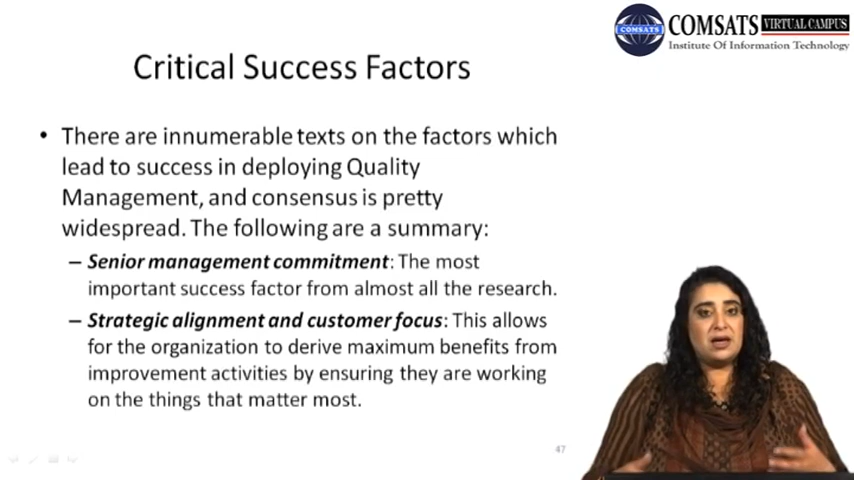 COMSATS
COMSATS VIRTUAL CAMPUS
Institute Of Information Technology
Critical Success Factors
• There are innumerable texts on the factors which
lead to success in deploying Quality
Management, and consensus is pretty
widespread. The following are a summary:
– Senior management commitment: The most
important success factor from almost all the research.
– Strategic alignment and customer focus: This allows
for the organization to derive maximum benefits from
improvement activities by ensuring they are working
on the things that matter most.
47